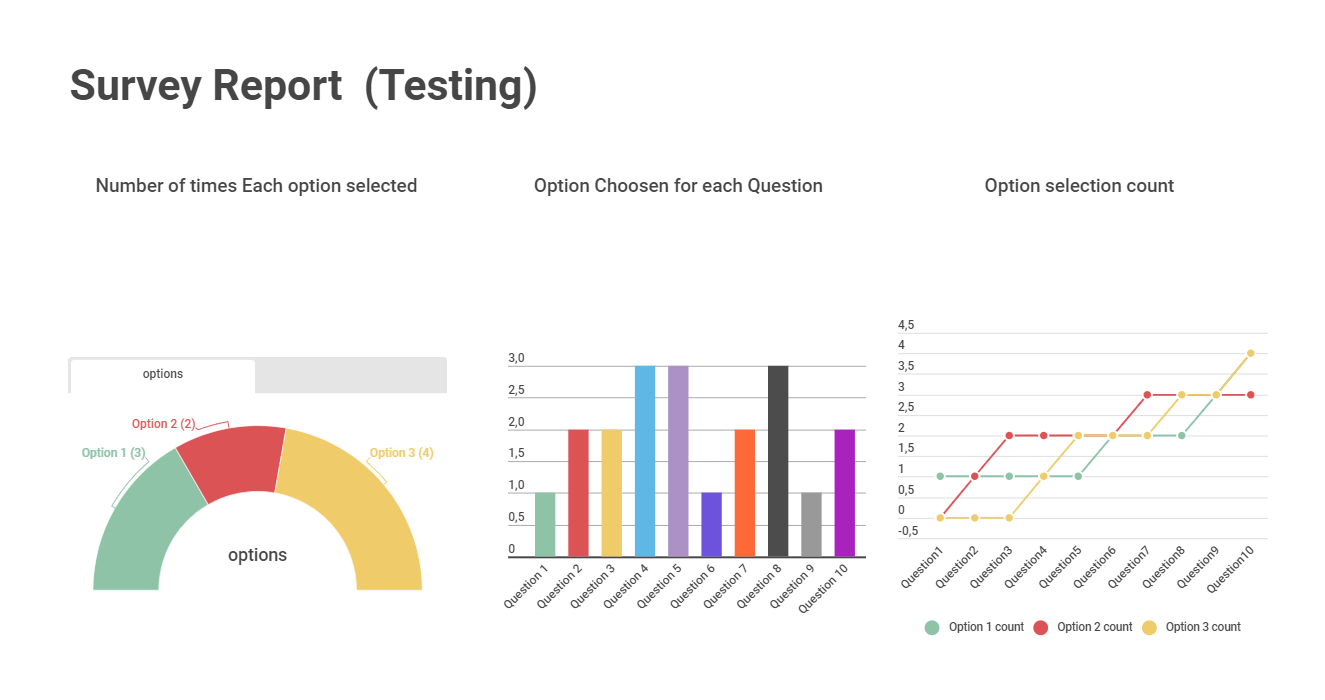 Survey Report  (Testing)
Number of times Each option selected
options
Option 2 (2)
Option 1 (3)
Option 3 (4)
options
Option Choosen for each Question
3,0
2,5
2,0
1,5
1,0
0,5
0
Question 1
Question 2
Question 3
Question 4
Question 5
Question 6
Question 7
Question 8
Question 9
Question 10
Option selection count
4,5
4
3,5
3
2,5
2
1,5
1
0,5
0
-0,5
Question1
Question2
Question3
Question4
Question5
Question6
Question7
Question8
Question9
Question10
Option 1 count
Option 2 count
Option 3 count